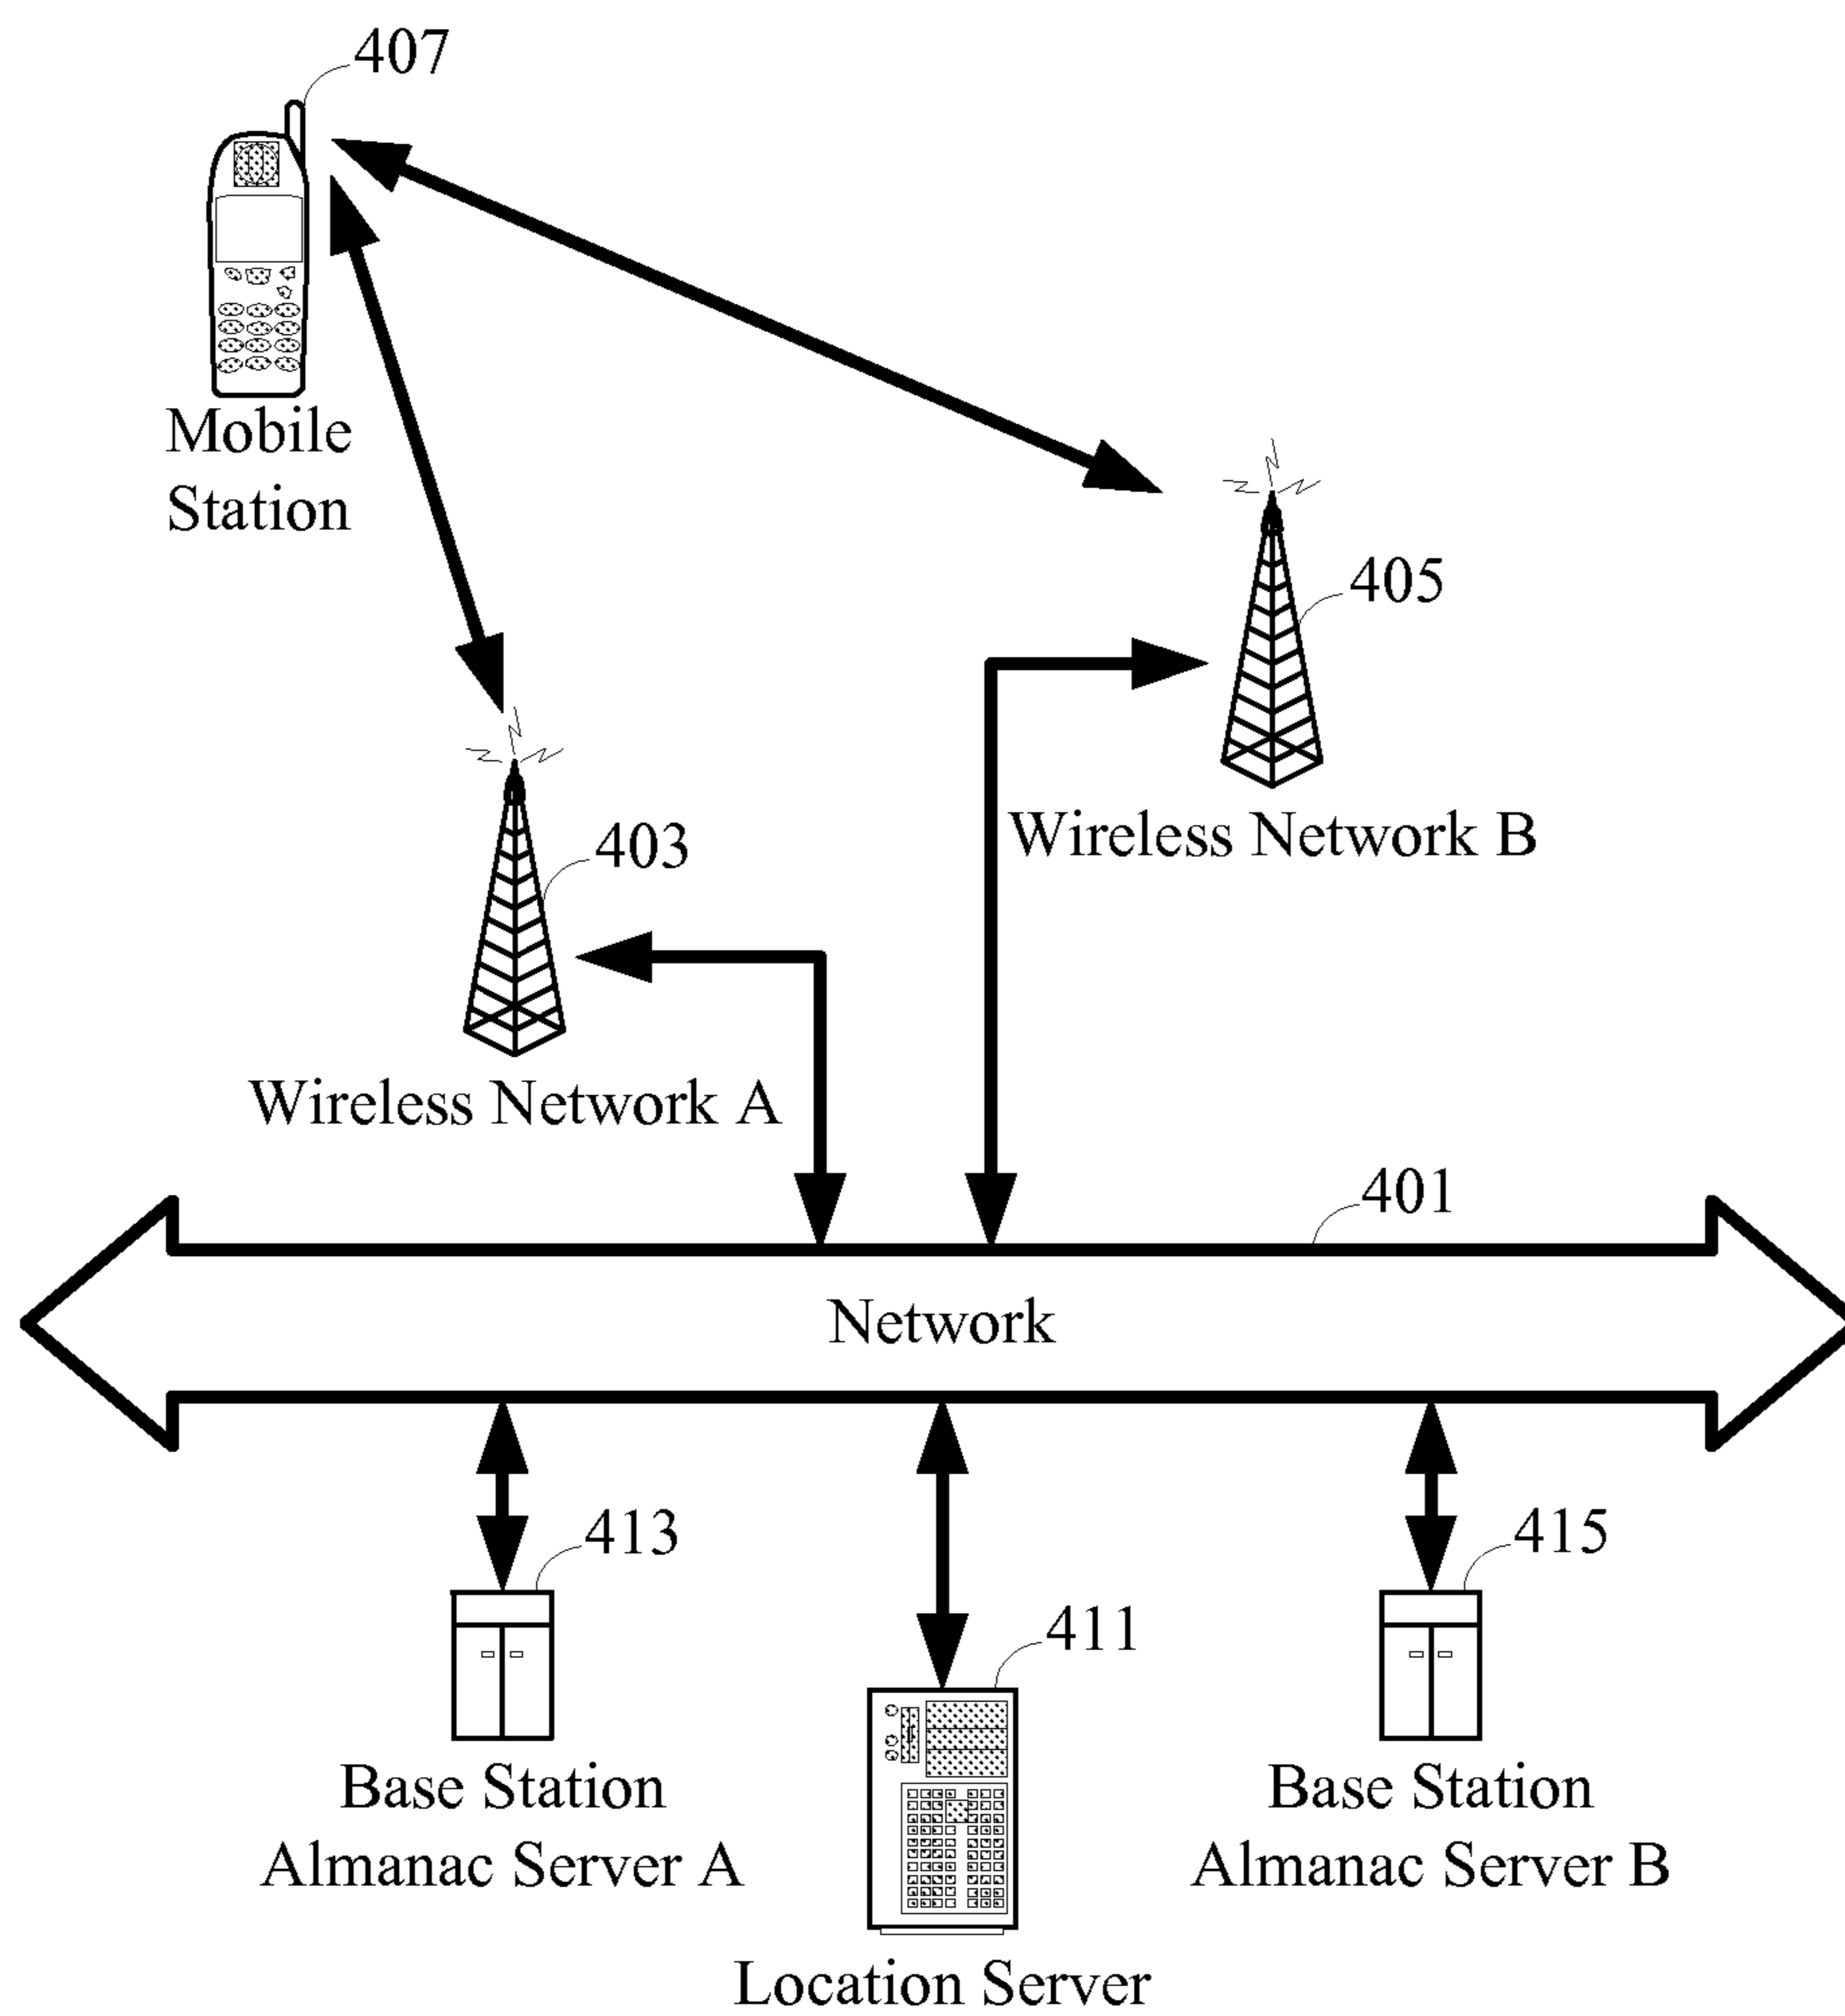 407
Mobile
Station
405
Wireless Network B
403
Wireless Network A
401
Network
413
415
411
Base Station
Almanac Server A
Base Station
Almanac Server B
Location Server